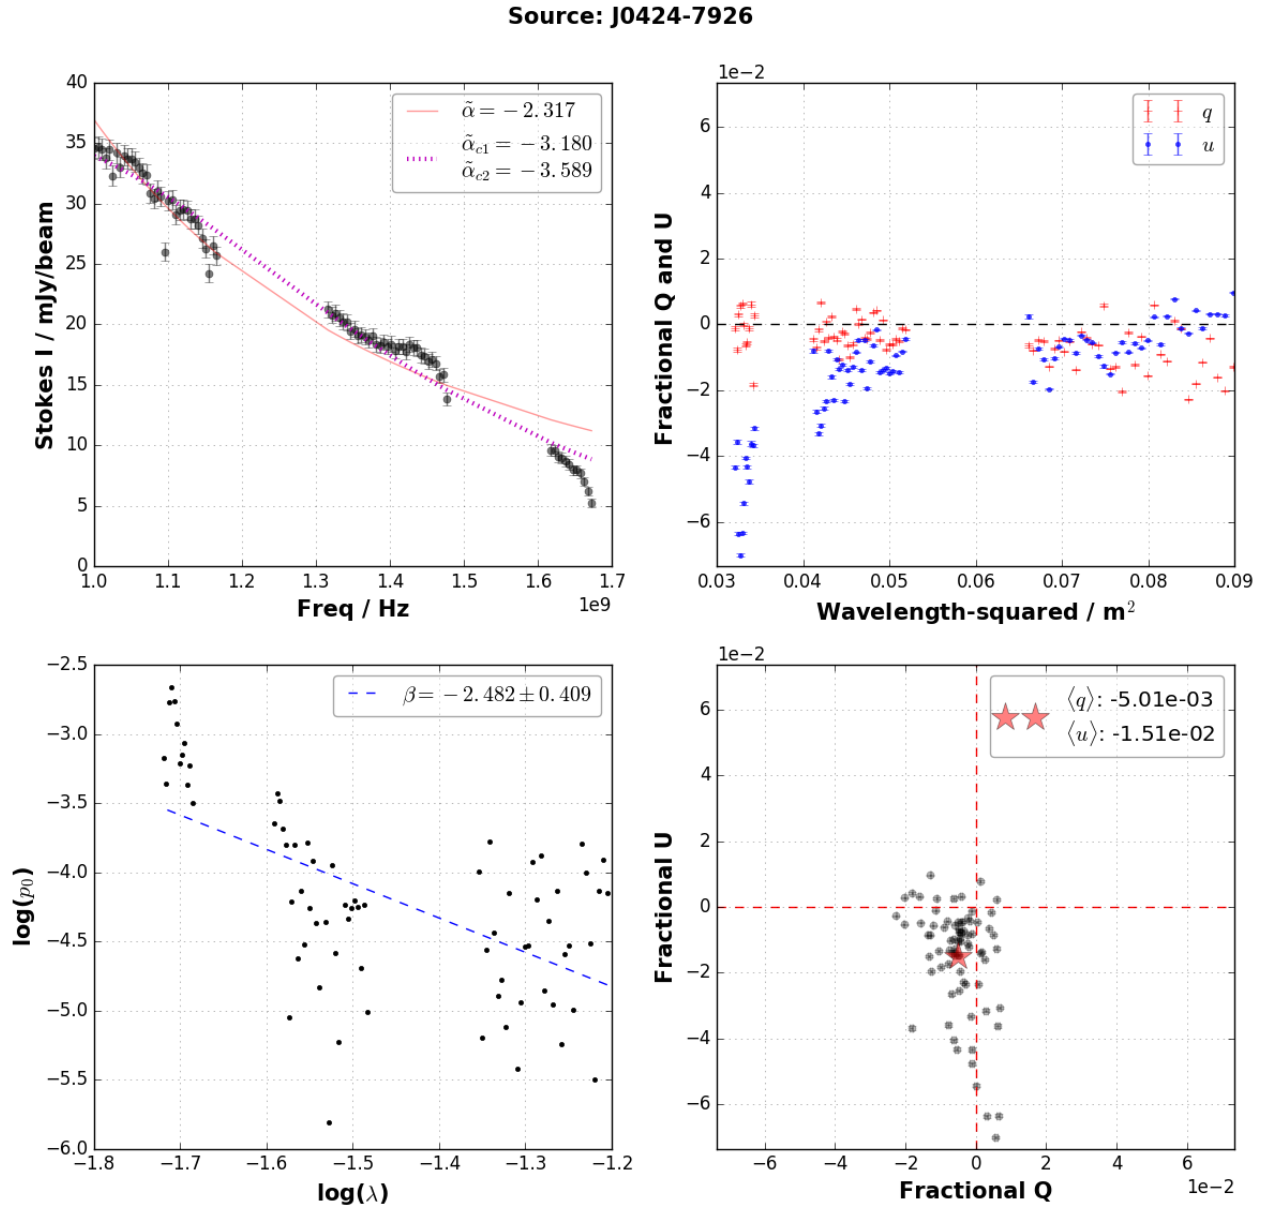 Source: J0424-7926
40
35
30
25
20
15
10
5
0
Stokes I / mJy/beam
α̃ = −2.317
α̃_{c1} = −3.180
α̃_{c2} = −3.589
1.0 1.1 1.2 1.3 1.4 1.5 1.6 1.7
1e9
Freq / Hz
1e−2
6
4
2
0
−2
−4
−6
Fractional Q and U
q
u
0.03 0.04 0.05 0.06 0.07 0.08 0.09
Wavelength-squared / m²
−2.5
−3.0
−3.5
−4.0
−4.5
−5.0
−5.5
−6.0
log(p₀)
β = −2.482 ± 0.409
−1.8 −1.7 −1.6 −1.5 −1.4 −1.3 −1.2
log(λ)
1e−2
6
4
2
0
−2
−4
−6
Fractional U
⟨q⟩: -5.01e-03
⟨u⟩: -1.51e-02
−6 −4 −2 0 2 4 6
1e−2
Fractional Q